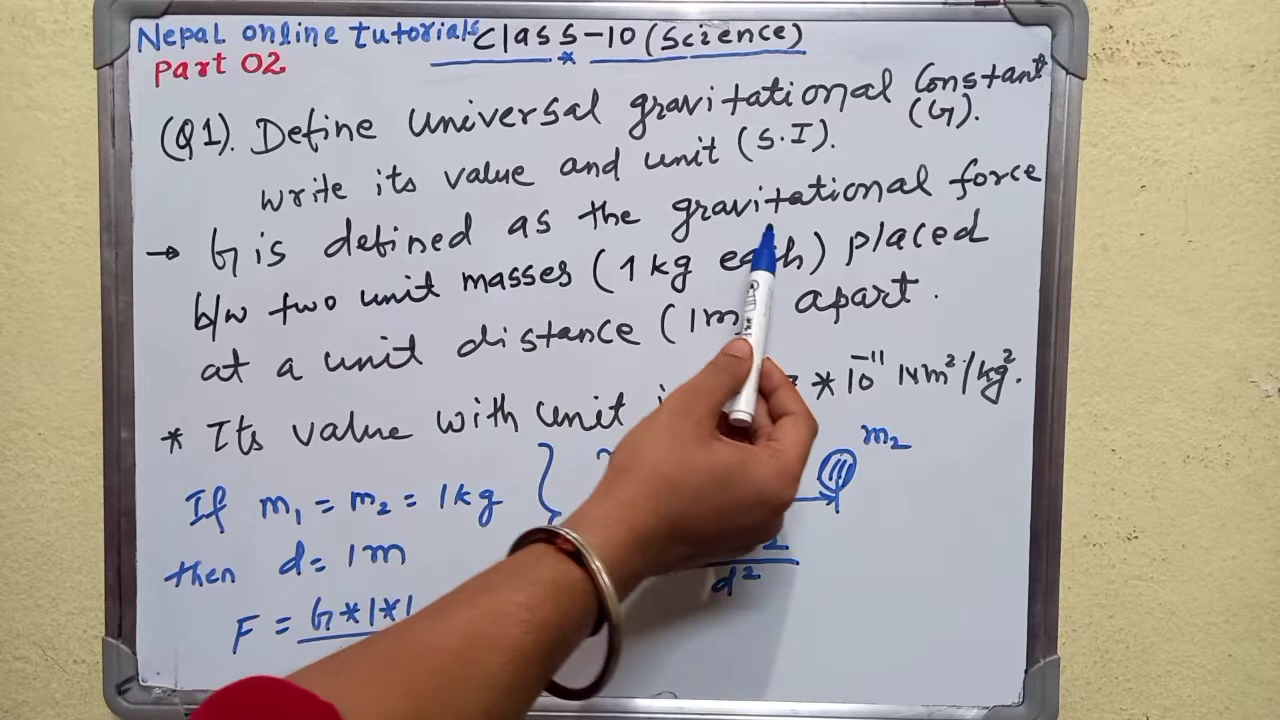 Nepal online tutorials Class-10 (Science)
Part 02 *
(Q1). Define universal gravitational Constant
(G).
write its value and unit (S.I).
→ G is defined as the gravitational force
b/w two unit masses (1 kg each) placed
at a unit distance (1m apart.
* Its value with unit * 10⁻¹¹ Nm²/kg².
m₂
If m₁ = m₂ = 1kg }
then d = 1m
d²
F = G*1*1